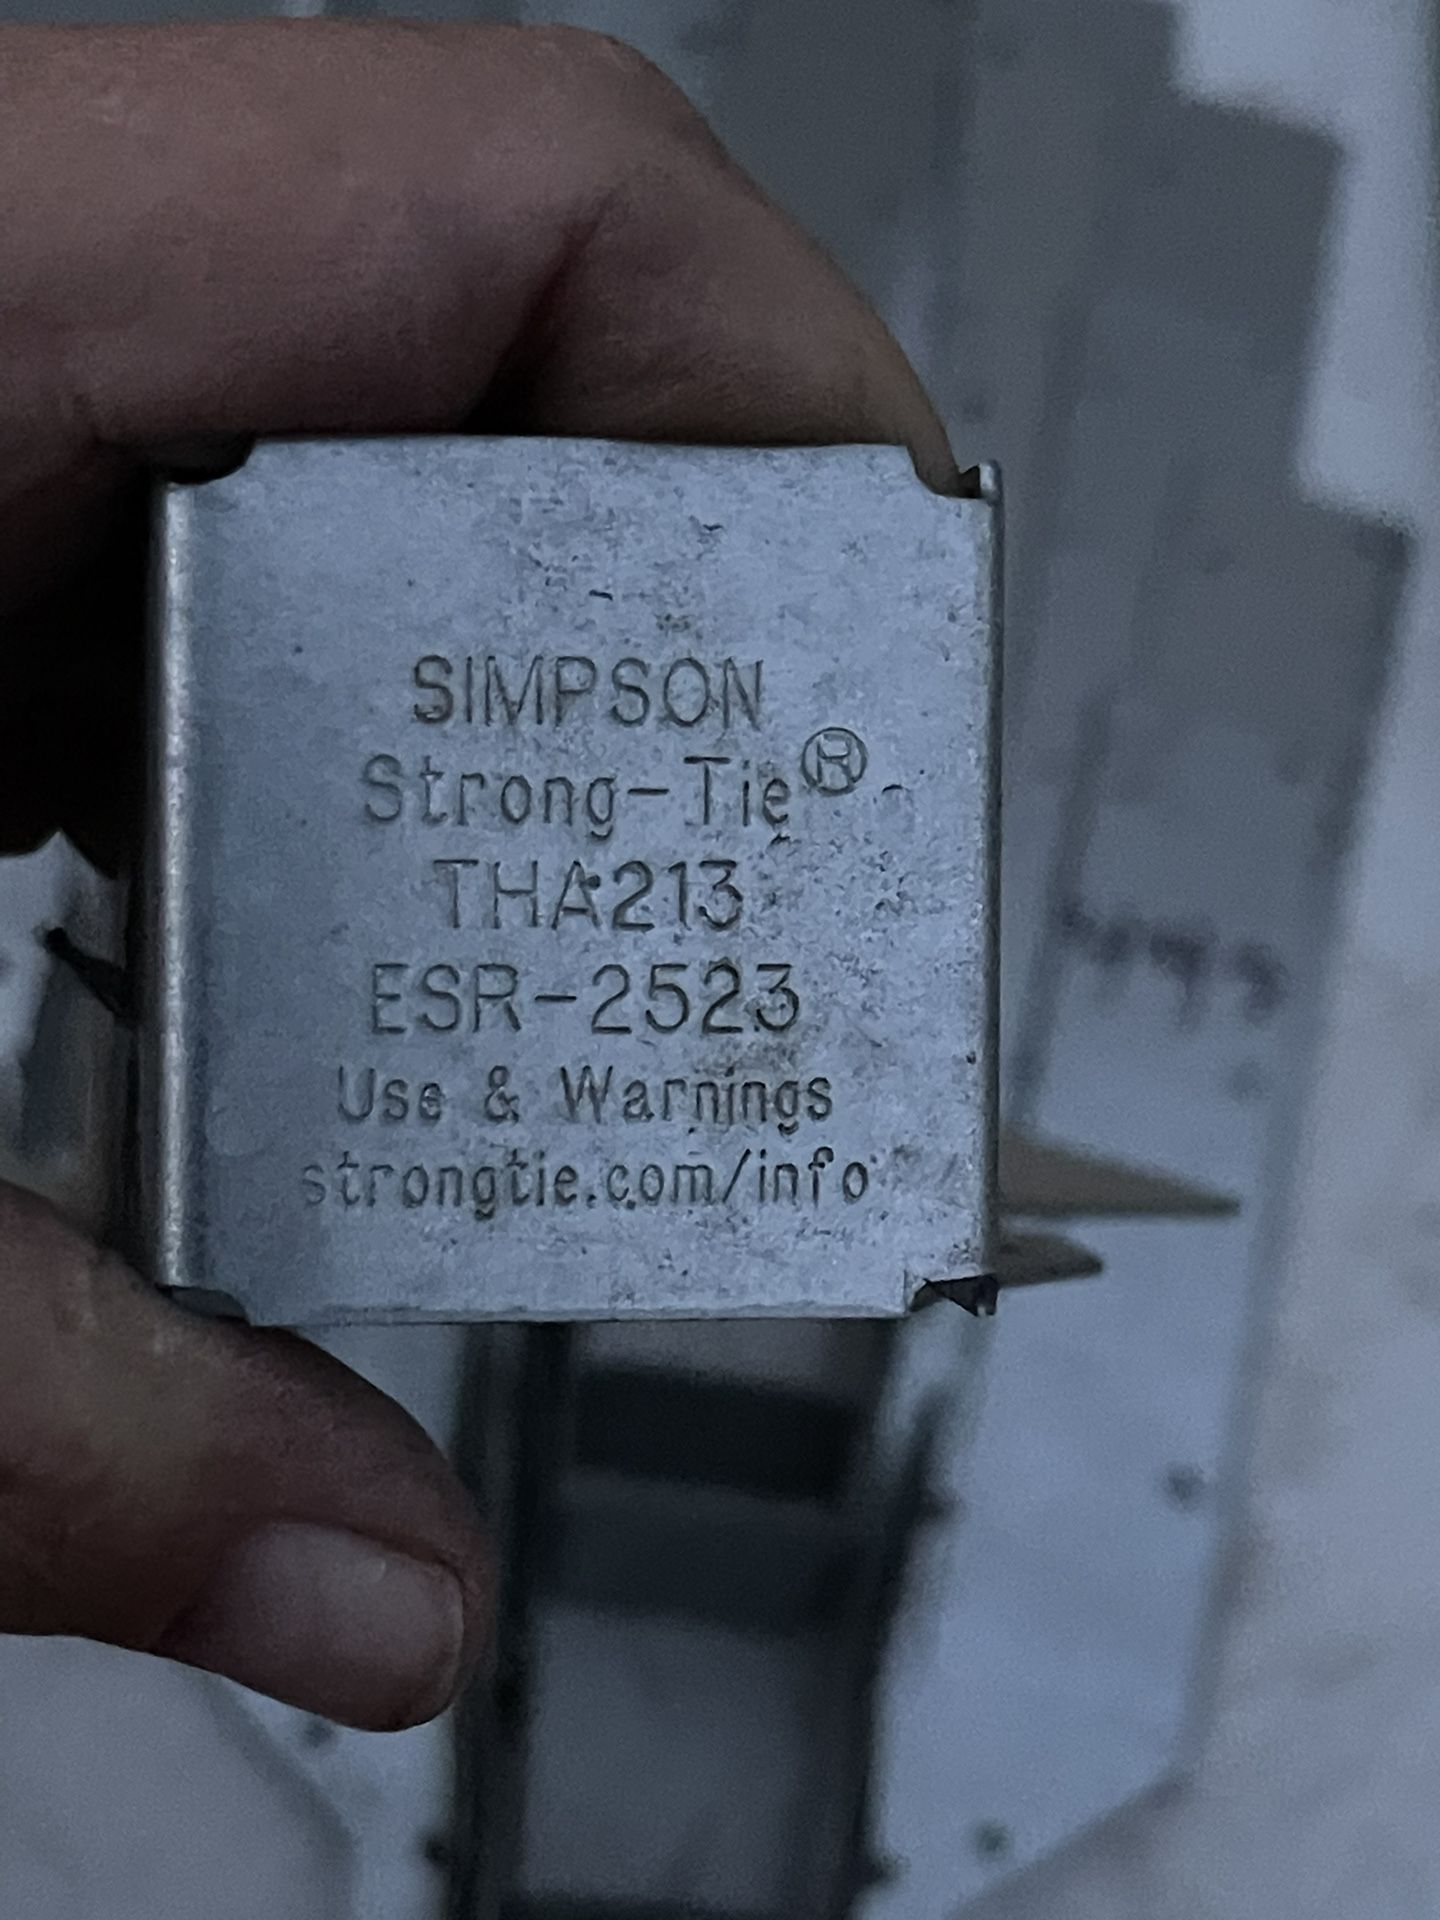 SIMPSON
Strong-Tie®
THA213
ESR-2523
Use & Warnings
strongtie.com/info